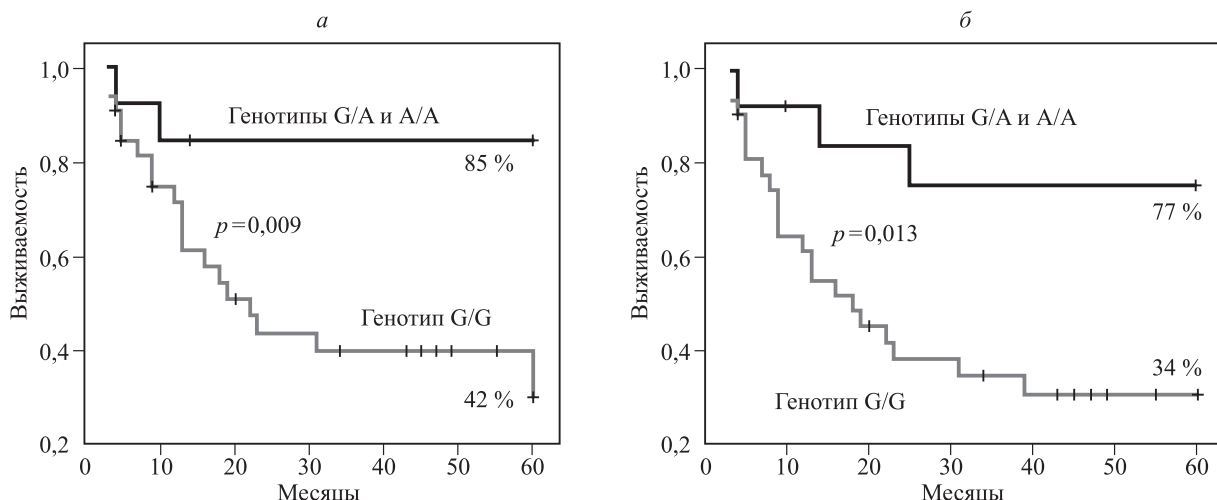 а
Выживаемость
1,0
0,8
0,6
0,4
0,2
Генотипы G/A и A/A
85 %
p=0,009
Генотип G/G
42 %
0
10
20
30
40
50
60
Месяцы
б
Выживаемость
1,0
0,8
0,6
0,4
0,2
Генотипы G/A и A/A
77 %
p=0,013
34 %
Генотип G/G
0
10
20
30
40
50
60
Месяцы